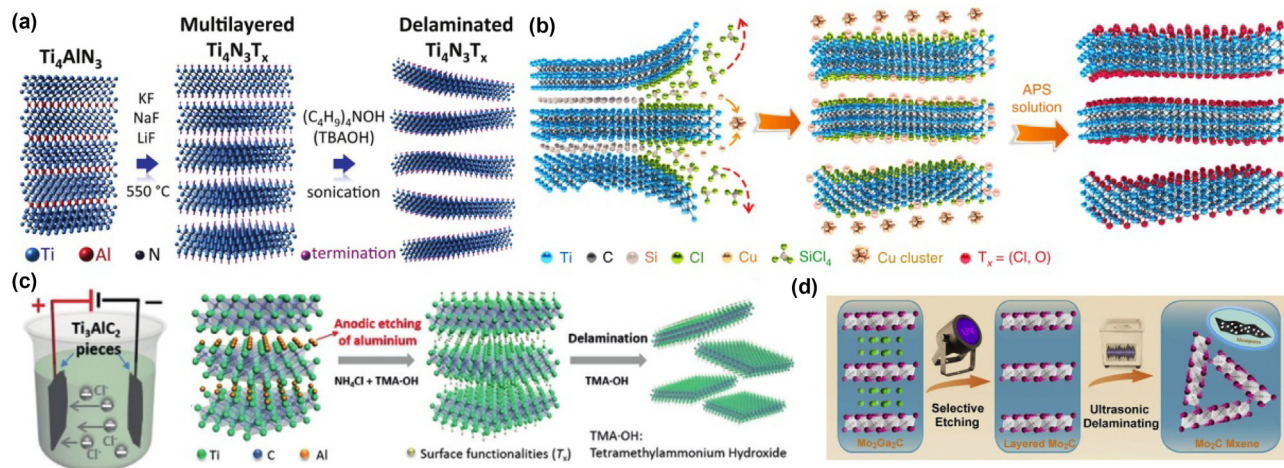 (a)
Ti₄AlN₃
KF
NaF
LiF
550 °C
Multilayered
Ti₄N₃Tₓ
(C₄H₉)₄NOH
(TBAOH)
sonication
Delaminated
Ti₄N₃Tₓ
Ti
Al
N
termination
(b)
APS
solution
Ti
C
Si
Cl
Cu
SiCl₄
Cu cluster
Tₓ = (Cl, O)
(c)
+
−
Ti₃AlC₂
pieces
Cl⁻
Cl⁻
Cl⁻
Cl⁻
Anodic etching
of aluminium
NH₄Cl + TMA·OH
Delamination
TMA·OH
TMA·OH:
Tetramethylammonium Hydroxide
Ti
C
Al
Surface functionalities (Tₓ)
(d)
UV
Mo₂Ga₂C
Selective
Etching
Layered Mo₂C
Ultrasonic
Delaminating
Nanopores
Mo₂C Mxene